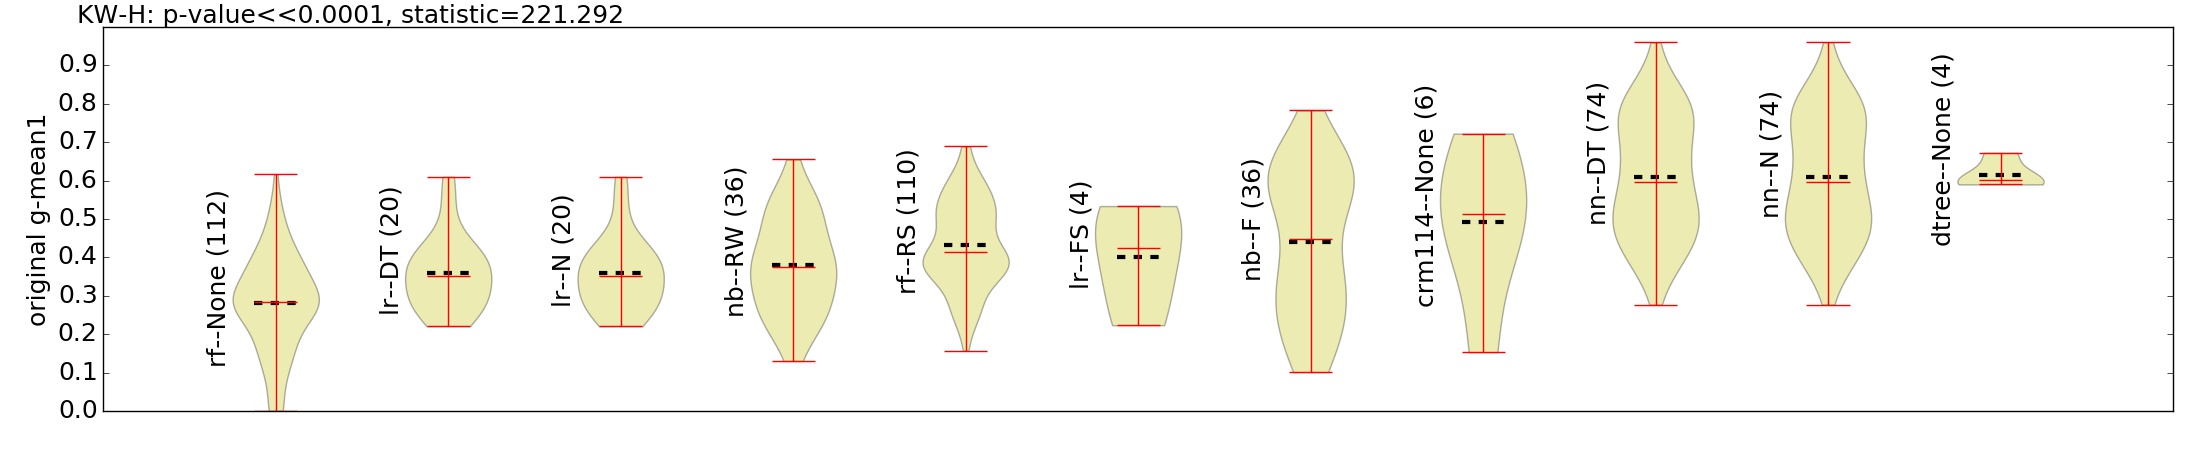 KW-H: p-value<<0.0001, statistic=221.292
original g-mean1
0.9
0.8
0.7
0.6
0.5
0.4
0.3
0.2
0.1
0.0
rf---None (112)
lr---DT (20)
lr---N (20)
nb--RW (36)
rf--RS (110)
lr--FS (4)
nb--F (36)
crm114--None (6)
nn--DT (74)
nn--N (74)
dtree---None (4)